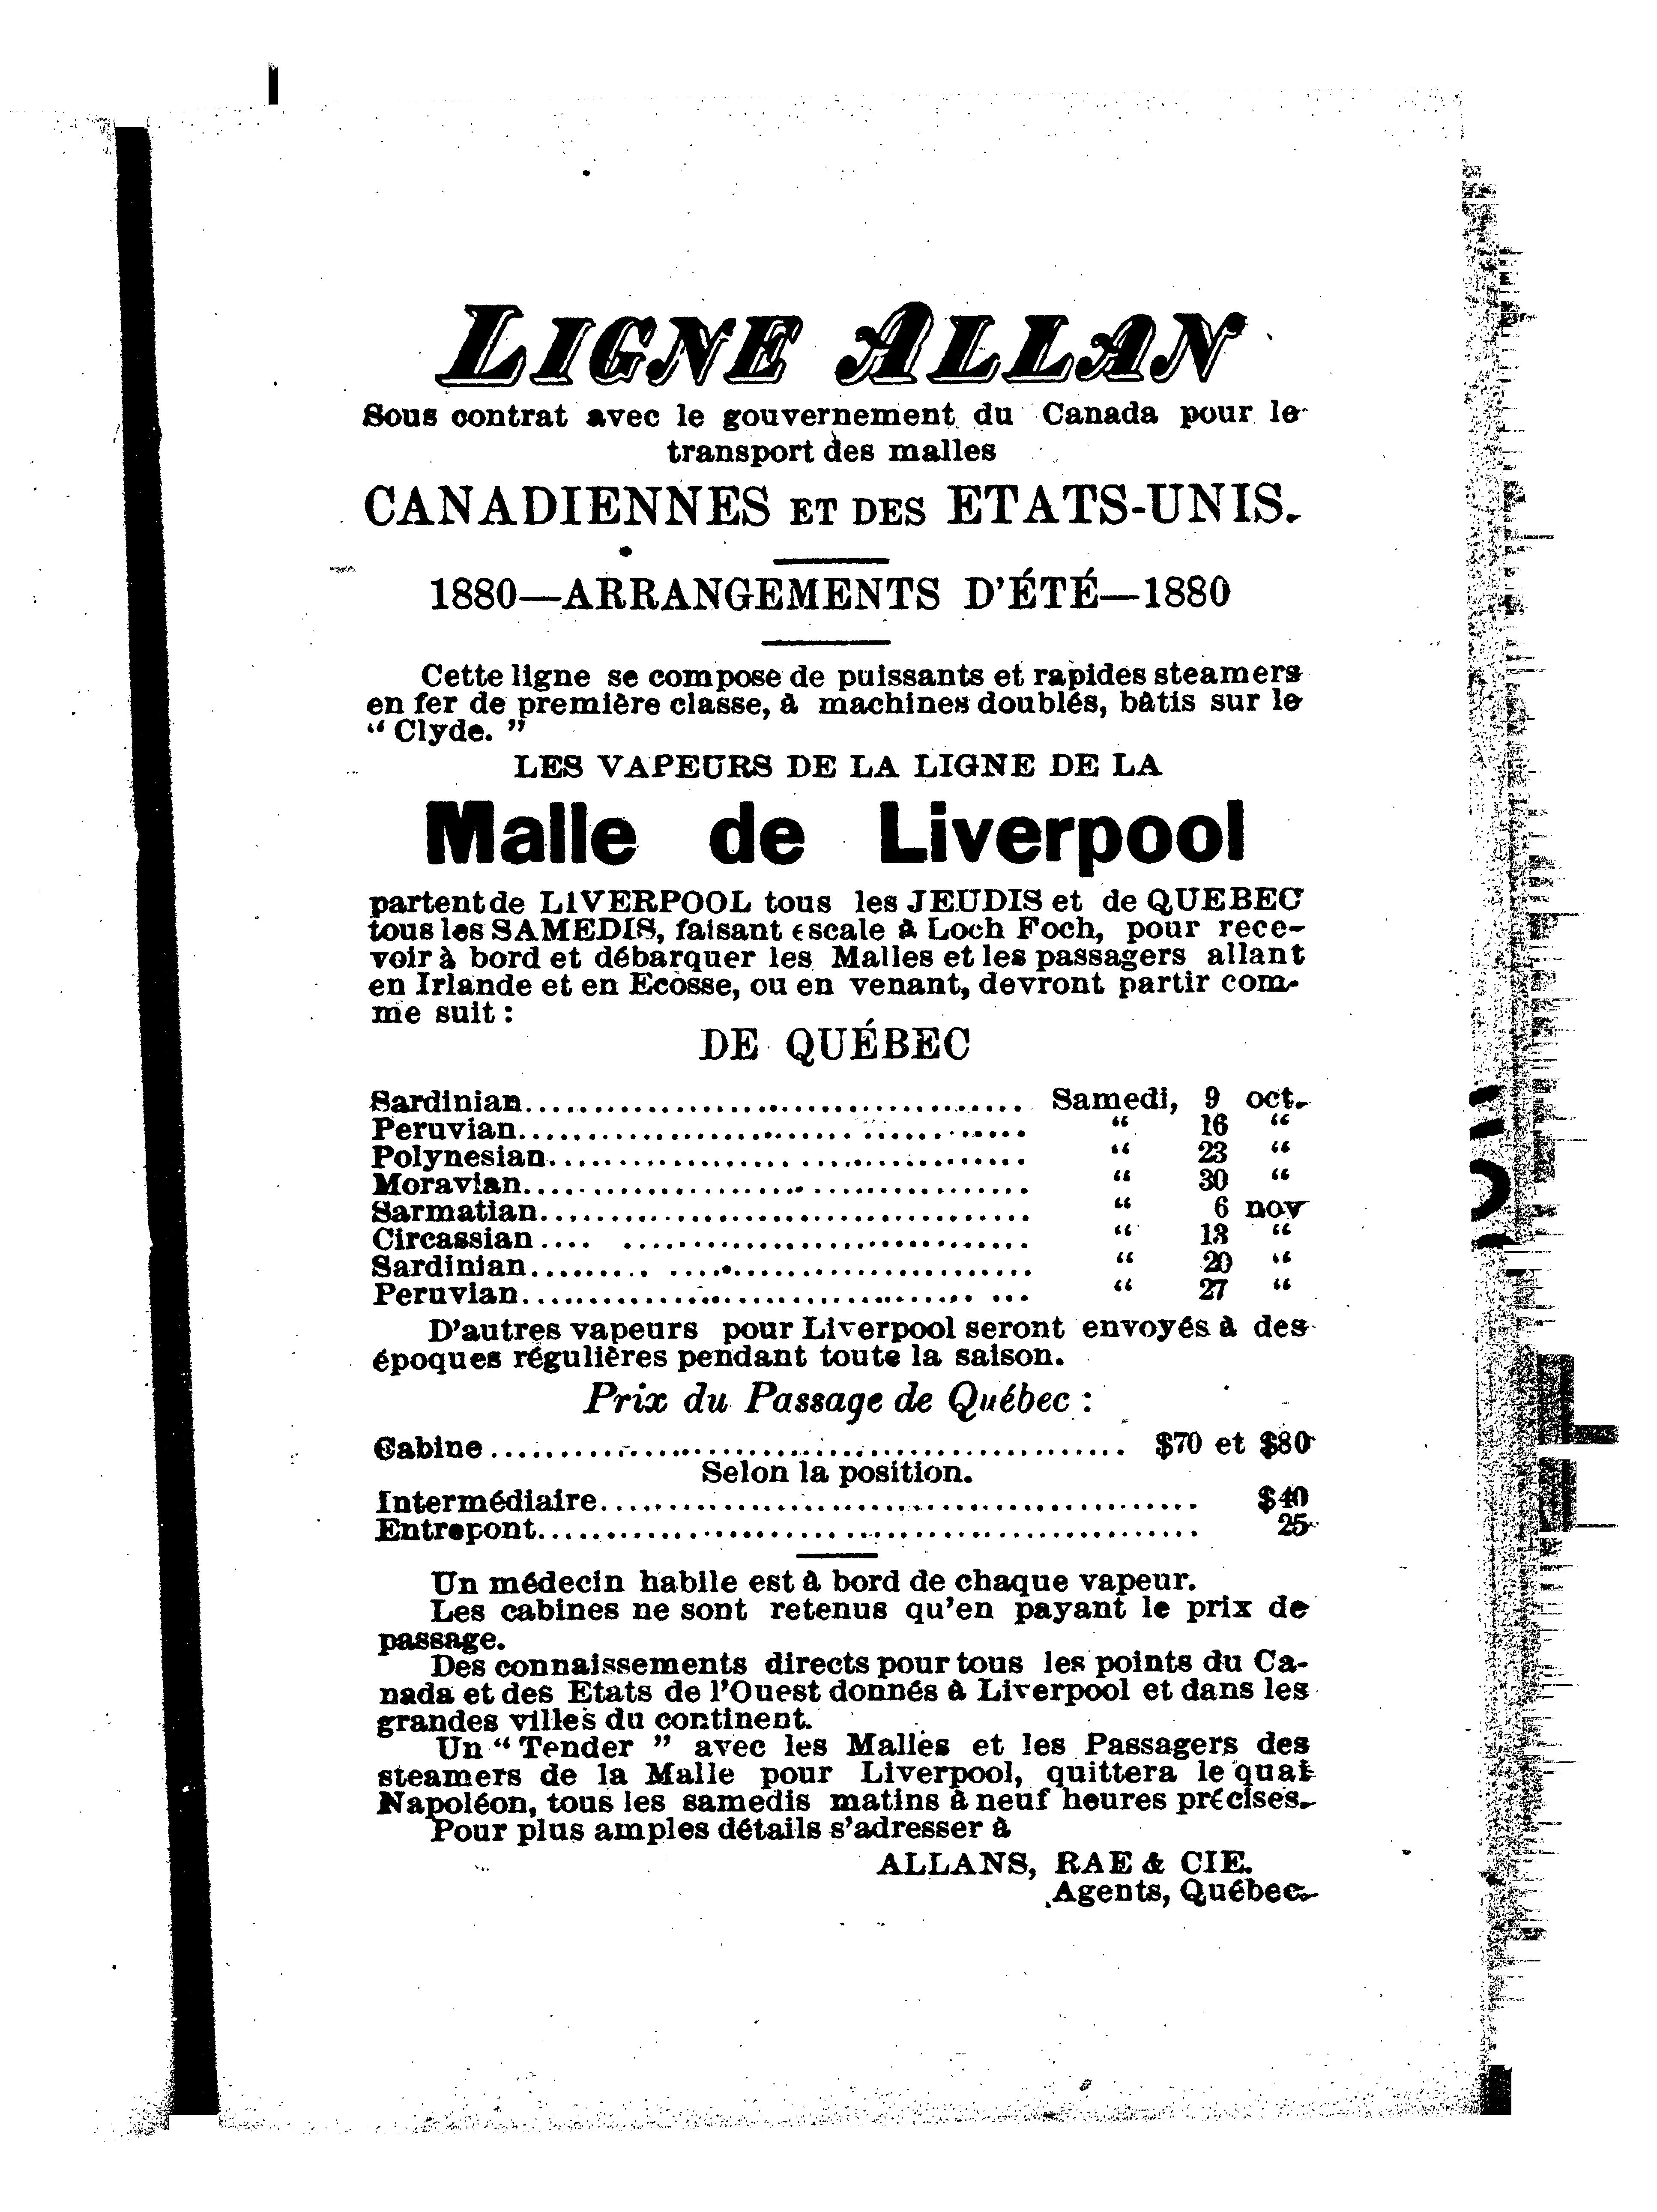 LIGNE ALLAN
Sous contrat avec le gouvernement du Canada pour le
transport des malles
CANADIENNES ET DES ETATS-UNIS.
1880—ARRANGEMENTS D'ÉTÉ—1880
Cette ligne se compose de puissants et rapides steamers
en fer de première classe, à machines doublés, bâtis sur le
“ Clyde. ”
LES VAPEURS DE LA LIGNE DE LA
Malle de Liverpool
partent de LIVERPOOL tous les JEUDIS et de QUEBEC
tous les SAMEDIS, faisant escale à Loch Foch, pour rece-
voir à bord et débarquer les Malles et les passagers allant
en Irlande et en Ecosse, ou en venant, devront partir com-
me suit :
DE QUÉBEC
Sardinian.................................... Samedi, 9 oct.
Peruvian.................................... “ 16 “
Polynesian.................................... “ 23 “
Moravian.................................... “ 30 “
Sarmatian.................................... “ 6 nov
Circassian.................................... “ 13 “
Sardinian.................................... “ 20 “
Peruvian.................................... “ 27 “
D'autres vapeurs pour Liverpool seront envoyés à des
époques régulières pendant toute la saison.
Prix du Passage de Québec :
Cabine.................................... $70 et $80
Selon la position.
Intermédiaire.................................... $40
Entrepont.................................... 25
Un médecin habile est à bord de chaque vapeur.
Les cabines ne sont retenus qu'en payant le prix de
passage.
Des connaissements directs pour tous les points du Ca-
nada et des Etats de l'Ouest donnés à Liverpool et dans les
grandes villes du continent.
Un “ Tender ” avec les Malles et les Passagers des
steamers de la Malle pour Liverpool, quittera le quai
Napoléon, tous les samedis matins à neuf heures précises.
Pour plus amples détails s'adresser à
ALLANS, RAE & CIE.
Agents, Québec.